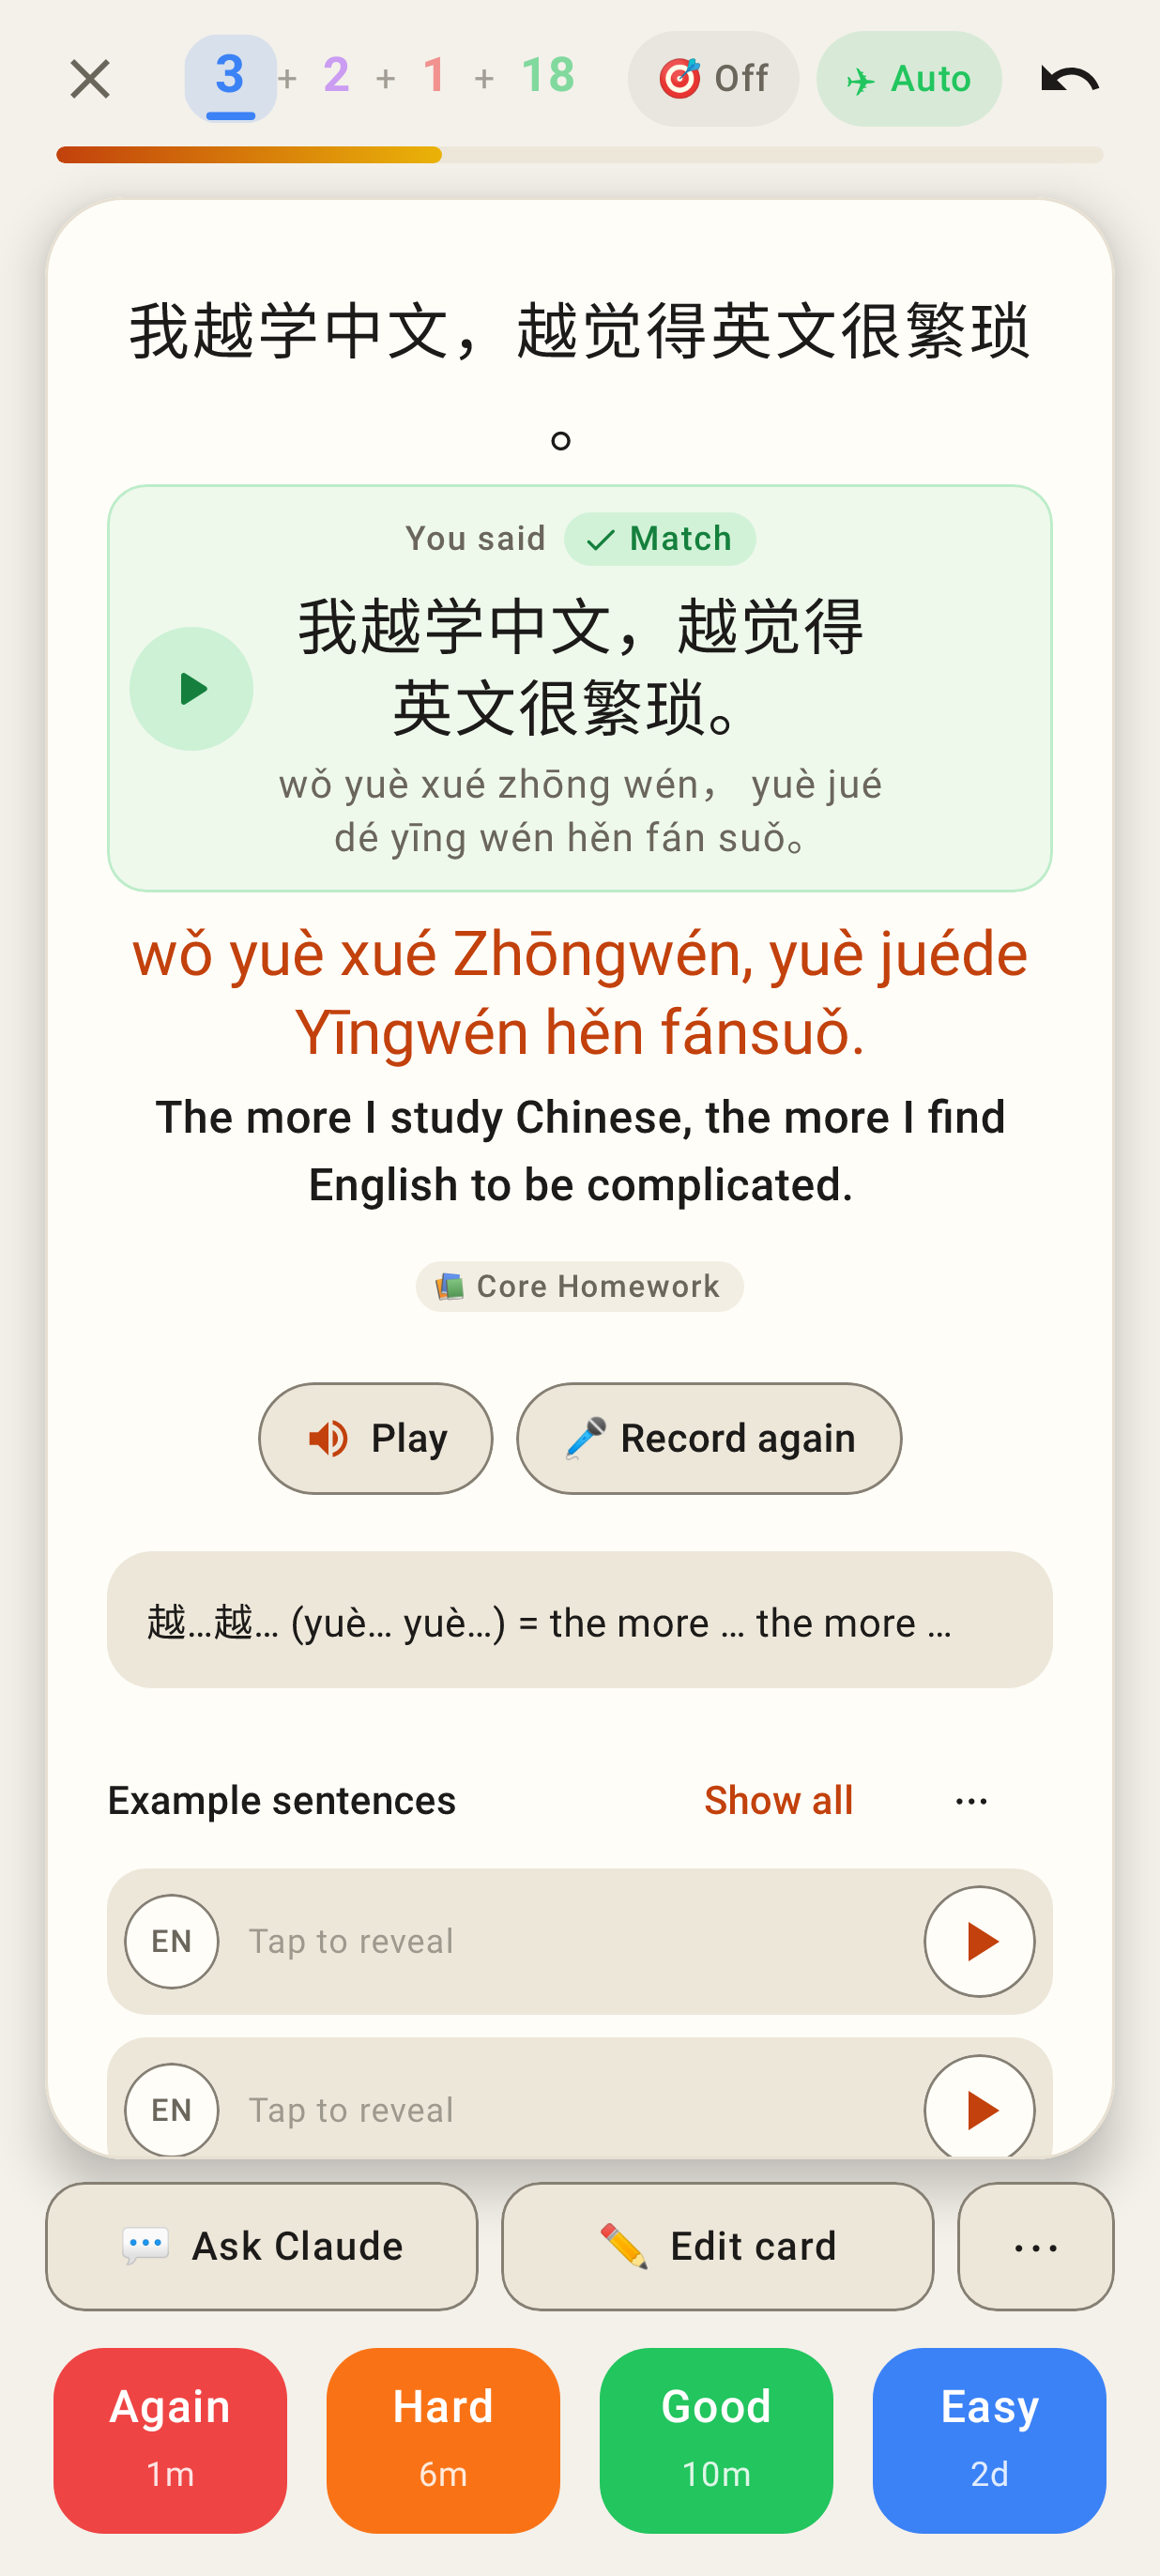 3 + 2 + 1 + 18 Off Auto
我越学中文，越觉得英文很繁琐
。
You said Match
我越学中文，越觉得
英文很繁琐。
wǒ yuè xué zhōng wén， yuè jué
dé yīng wén hěn fán suǒ。
wǒ yuè xué Zhōngwén, yuè juéde
Yīngwén hěn fánsuǒ.
The more I study Chinese, the more I find
English to be complicated.
Core Homework
Play Record again
越…越… (yuè… yuè…) = the more … the more …
Example sentences Show all ...
EN Tap to reveal
EN Tap to reveal
Ask Claude Edit card ...
Again Hard Good Easy
1m 6m 10m 2d